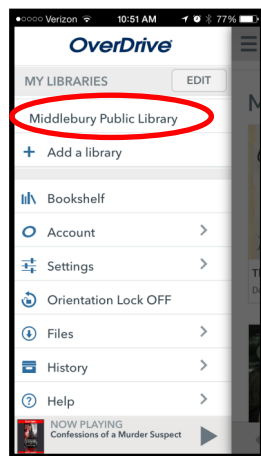 Verizon 10:51 AM 77%
OverDrive
MY LIBRARIES EDIT
Middlebury Public Library
+ Add a library
Bookshelf
Account
Settings
Orientation Lock OFF
Files
History
? Help
NOW PLAYING
Confessions of a Murder Suspect